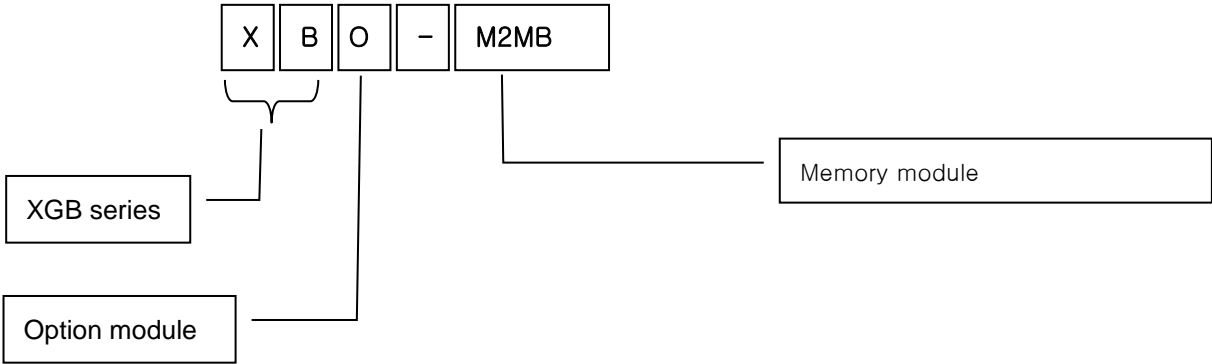 X B O - M2MB
Memory module
XGB series
Option module